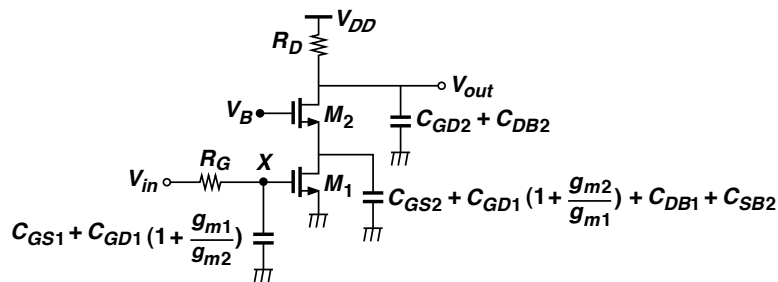 V_DD
R_D
V_out
V_B
M_2
C_GD2 + C_DB2
R_G
X
V_in
M_1
C_GS2 + C_GD1 (1 + g_m2/g_m1) + C_DB1 + C_SB2
C_GS1 + C_GD1 (1 + g_m1/g_m2)